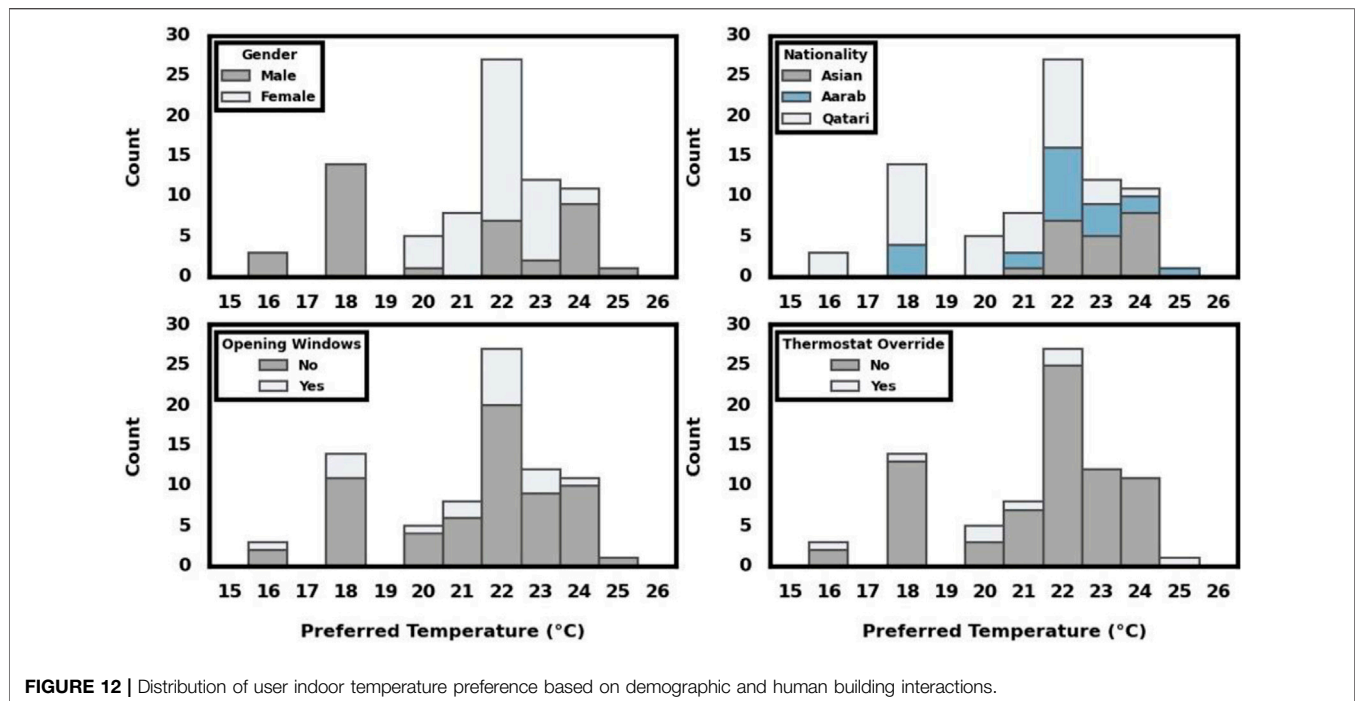 30
25
20
15
10
5
0
Count
Gender
Male
Female
15 16 17 18 19 20 21 22 23 24 25 26
30
25
20
15
10
5
0
Count
Nationality
Asian
Aarab
Qatari
15 16 17 18 19 20 21 22 23 24 25 26
30
25
20
15
10
5
0
Count
Opening Windows
No
Yes
15 16 17 18 19 20 21 22 23 24 25 26
Preferred Temperature (°C)
30
25
20
15
10
5
0
Count
Thermostat Override
No
Yes
15 16 17 18 19 20 21 22 23 24 25 26
Preferred Temperature (°C)
FIGURE 12 | Distribution of user indoor temperature preference based on demographic and human building interactions.